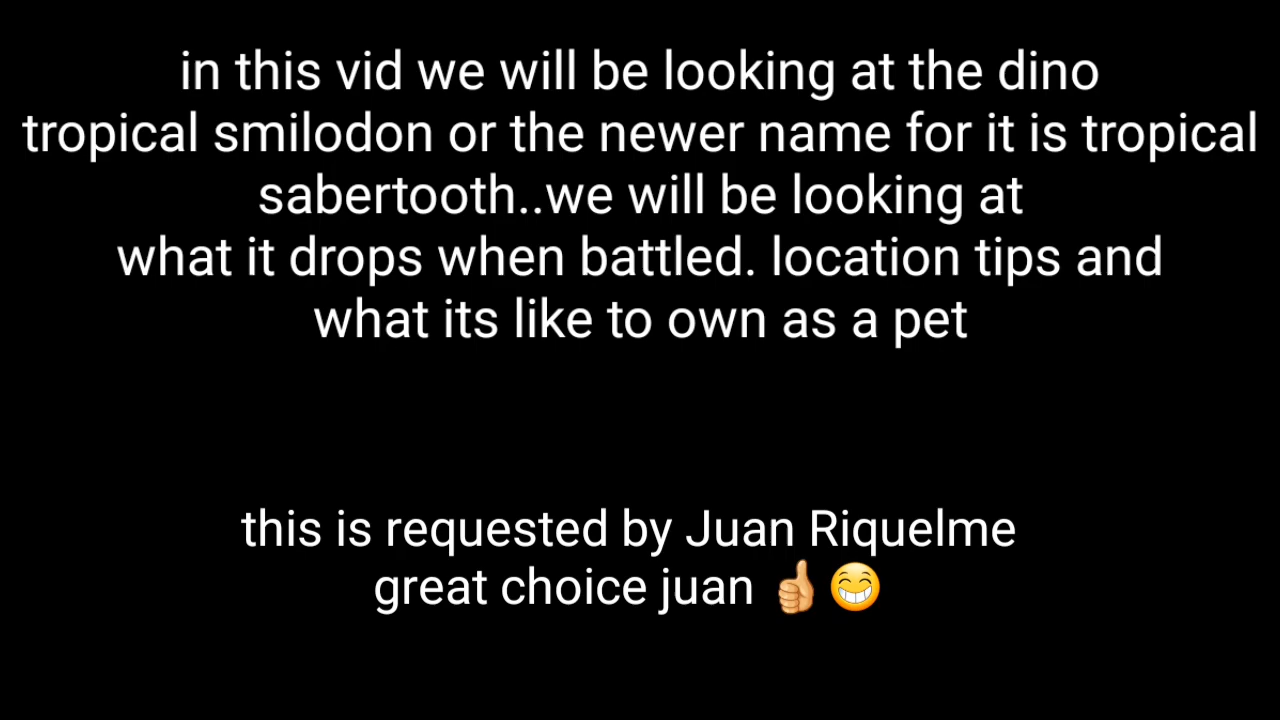 in this vid we will be looking at the dino
tropical smilodon or the newer name for it is tropical
sabertooth..we will be looking at
what it drops when battled. location tips and
what its like to own as a pet
this is requested by Juan Riquelme
great choice juan 👍😁